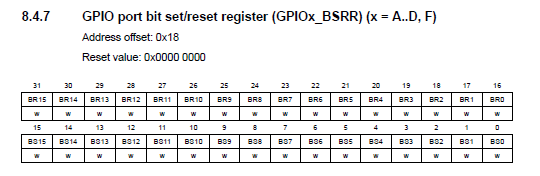 8.4.7 GPIO port bit set/reset register (GPIOx_BSRR) (x = A..D, F)
Address offset: 0x18
Reset value: 0x0000 0000
31 30 29 28 27 26 25 24 23 22 21 20 19 18 17 16
BR15 BR14 BR13 BR12 BR11 BR10 BR9 BR8 BR7 BR6 BR5 BR4 BR3 BR2 BR1 BR0
w w w w w w w w w w w w w w w w
15 14 13 12 11 10 9 8 7 6 5 4 3 2 1 0
BS15 BS14 BS13 BS12 BS11 BS10 BS9 BS8 BS7 BS6 BS5 BS4 BS3 BS2 BS1 BS0
w w w w w w w w w w w w w w w w